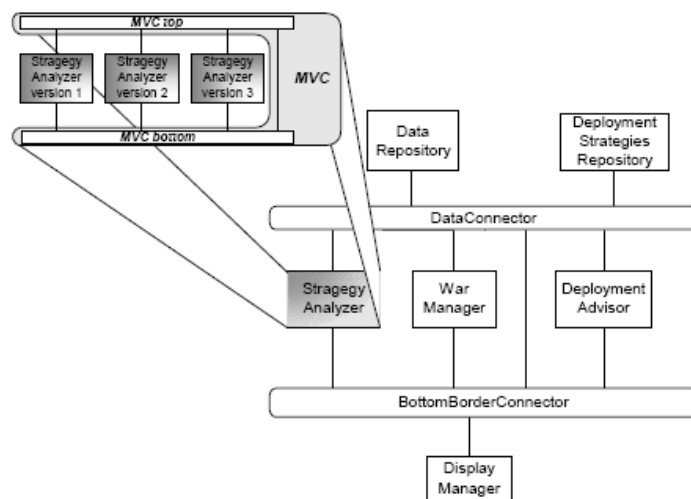 MVC top
Stragegy
Analyzer
version 1
Stragegy
Analyzer
version 2
Stragegy
Analyzer
version 3
MVC
MVC bottom
Data
Repository
Deployment
Strategies
Repository
DataConnector
Stragegy
Analyzer
War
Manager
Deployment
Advisor
BottomBorderConnector
Display
Manager